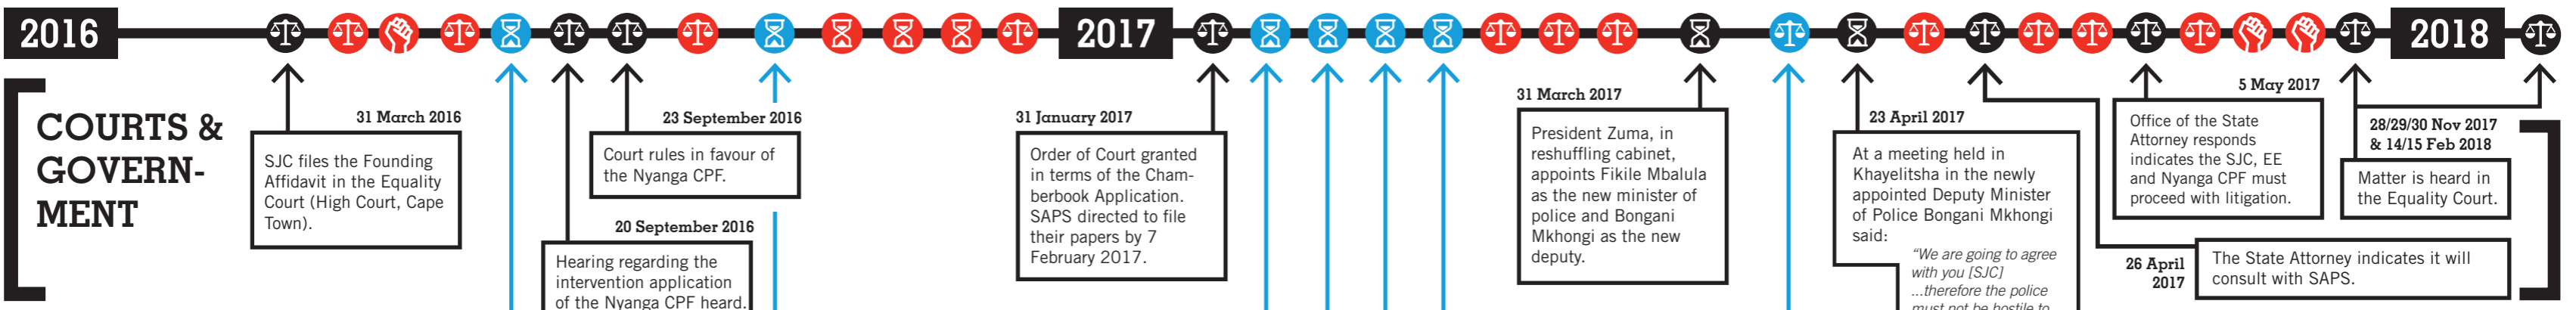 2016
2017
2018
COURTS &
GOVERN-
MENT
31 March 2016
SJC files the Founding
Affidavit in the Equality
Court (High Court, Cape
Town).
23 September 2016
Court rules in favour of
the Nyanga CPF.
20 September 2016
Hearing regarding the
intervention application
of the Nyanga CPF heard.
31 January 2017
Order of Court granted
in terms of the Cham-
berbook Application.
SAPS directed to file
their papers by 7
February 2017.
31 March 2017
President Zuma, in
reshuffling cabinet,
appoints Fikile Mbalula
as the new minister of
police and Bongani
Mkhongi as the new
deputy.
23 April 2017
At a meeting held in
Khayelitsha in the newly
appointed Deputy Minister
of Police Bongani Mkhongi
said:
"We are going to agree
with you [SJC]
...therefore the police
must not be hostile to
5 May 2017
Office of the State
Attorney responds
indicates the SJC, EE
and Nyanga CPF must
proceed with litigation.
26 April
2017
The State Attorney indicates it will
consult with SAPS.
28/29/30 Nov 2017
& 14/15 Feb 2018
Matter is heard in
the Equality Court.